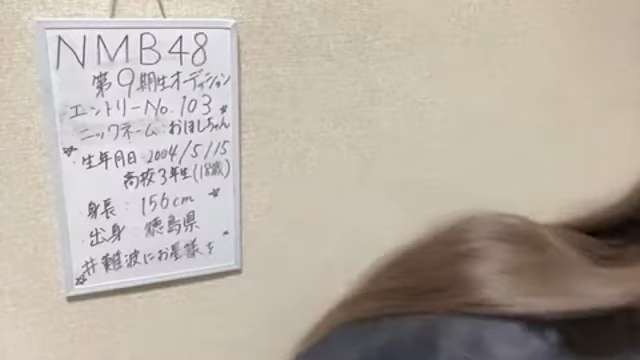 NMB48
第9期生オーディション
エントリーNo.103
ニックネーム:おほしちゃん
・生年月日 2004/5/15
高校3年生(18歳)
・身長: 156cm
・出身 徳島県
#難波にお星様を